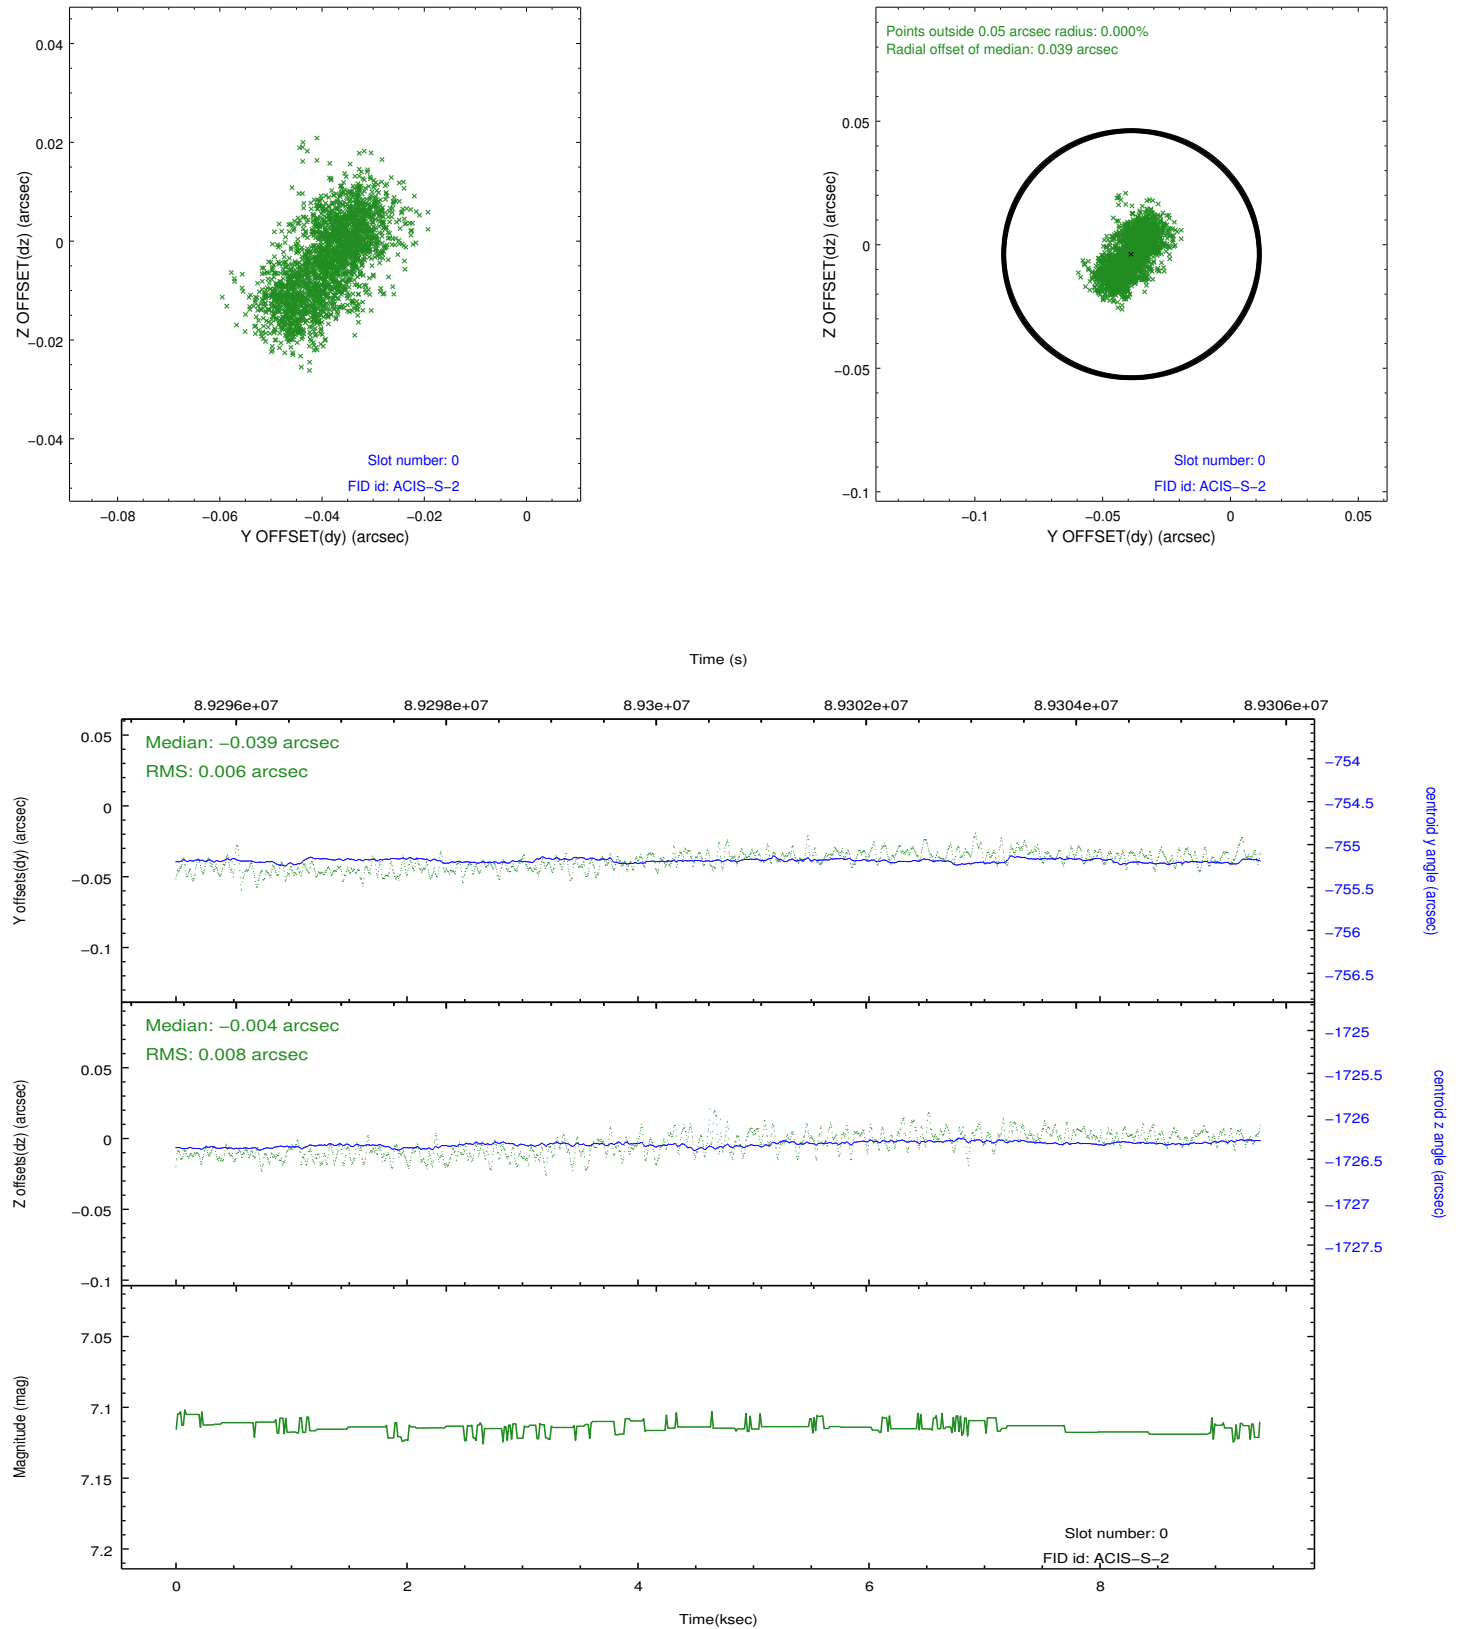 0.04
0.02
0
−0.02
−0.04
Z OFFSET(dz) (arcsec)
Slot number: 0
FID id: ACIS−S−2
−0.08
−0.06
−0.04
−0.02
0
Y OFFSET(dy) (arcsec)
Points outside 0.05 arcsec radius: 0.000%
Radial offset of median: 0.039 arcsec
0.05
0
−0.05
−0.1
Z OFFSET(dz) (arcsec)
Slot number: 0
FID id: ACIS−S−2
−0.1
−0.05
0
0.05
Y OFFSET(dy) (arcsec)
Time (s)
8.9296e+07
8.9298e+07
8.93e+07
8.9302e+07
8.9304e+07
8.9306e+07
Median: −0.039 arcsec
RMS: 0.006 arcsec
0.05
0
−0.05
−0.1
Y offsets(dy) (arcsec)
−754
−754.5
−755
−755.5
−756
−756.5
centroid y angle (arcsec)
Median: −0.004 arcsec
RMS: 0.008 arcsec
0.05
0
−0.05
−0.1
Z offsets(dz) (arcsec)
−1725
−1725.5
−1726
−1726.5
−1727
−1727.5
centroid z angle (arcsec)
7.05
7.1
7.15
7.2
Magnitude (mag)
Slot number: 0
FID id: ACIS−S−2
0
2
4
6
8
Time(ksec)